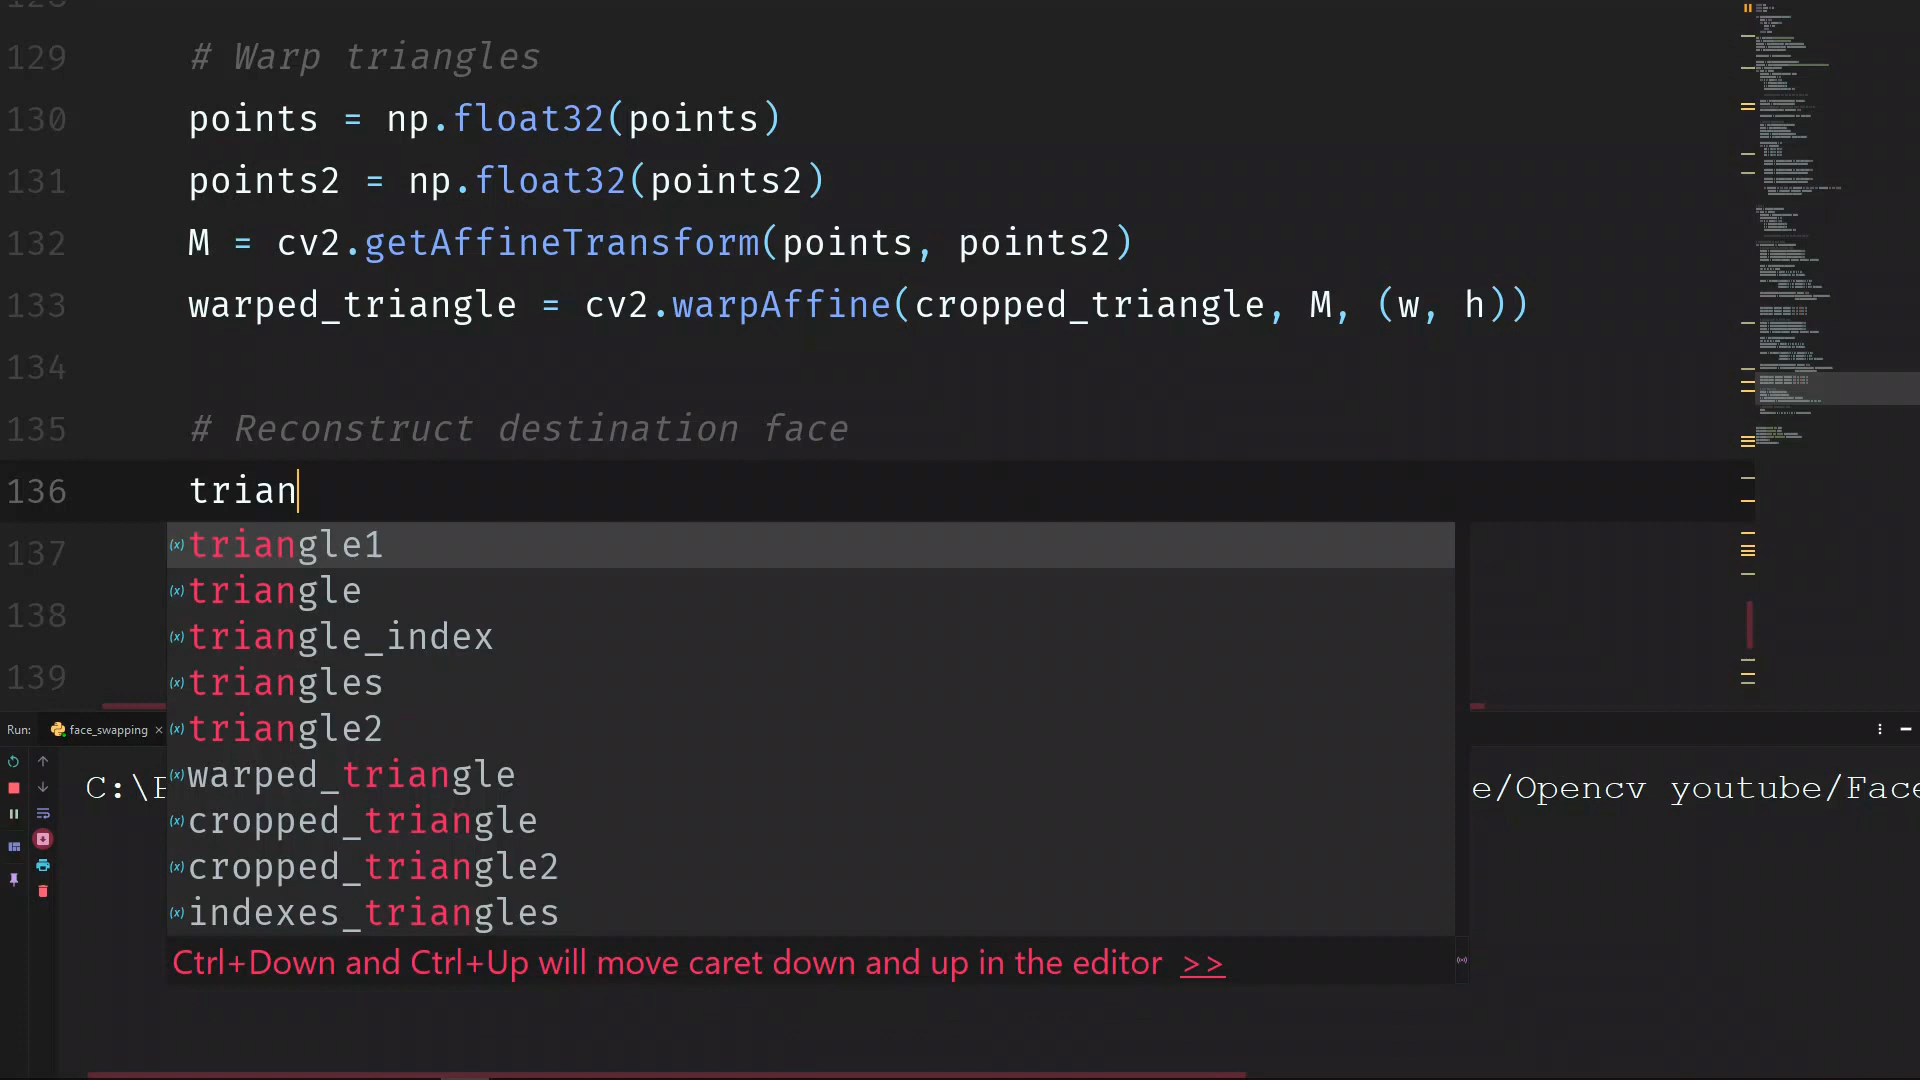 129 # Warp triangles
130 points = np.float32(points)
131 points2 = np.float32(points2)
132 M = cv2.getAffineTransform(points, points2)
133 warped_triangle = cv2.warpAffine(cropped_triangle, M, (w, h))
134
135 # Reconstruct destination face
136 trian
137
138
139
(x) triangle1
(x) triangle
(x) triangle_index
(x) triangles
(x) triangle2
(x) warped_triangle
(x) cropped_triangle
(x) cropped_triangle2
(x) indexes_triangles
Ctrl+Down and Ctrl+Up will move caret down and up in the editor >>
Run: face_swapping ×
C:\ e/Opencv youtube/Face